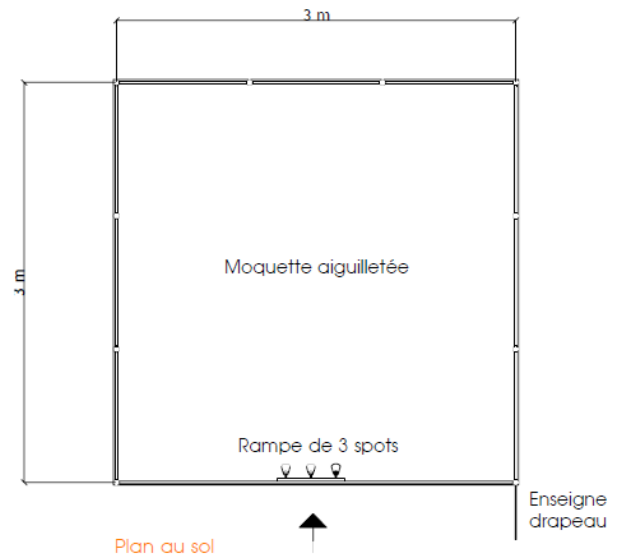 3 m
3 m
Moquette aiguilletée
Rampe de 3 spots
Enseigne
drapeau
Plan au sol